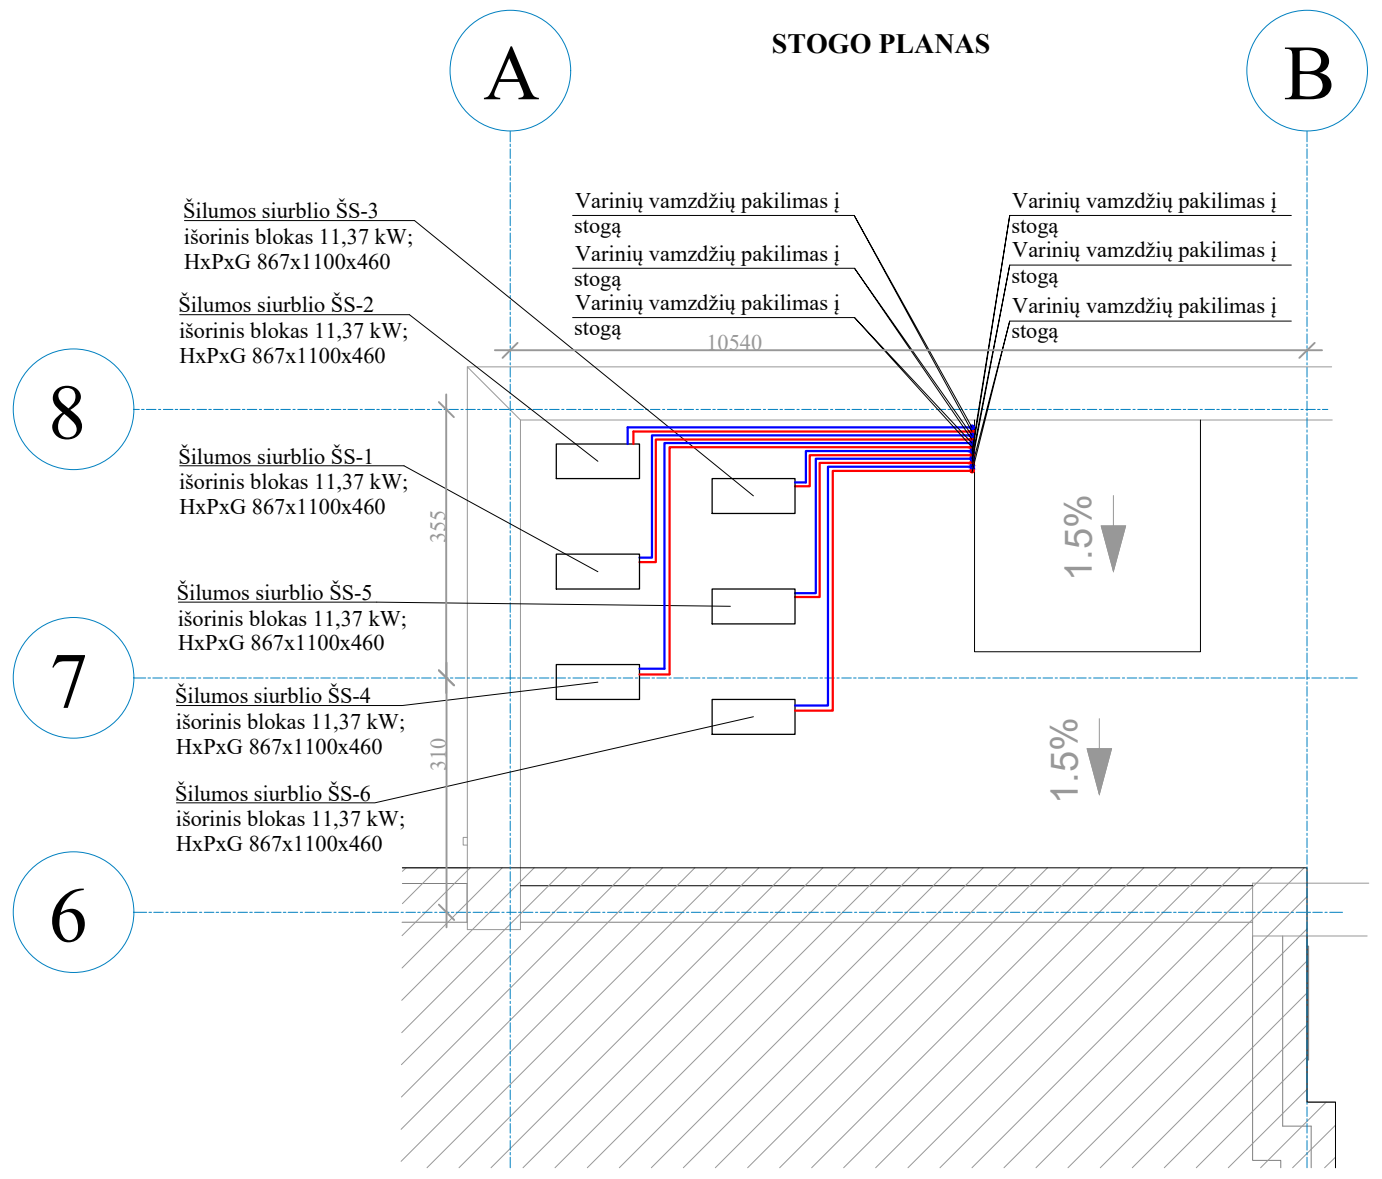 STOGO PLANAS
A
B
Šilumos siurblio ŠS-3
išorinis blokas 11,37 kW;
HxPxG 867x1100x460
Varinių vamzdžių pakilimas į
stogą
Varinių vamzdžių pakilimas į
stogą
Varinių vamzdžių pakilimas į
stogą
Varinių vamzdžių pakilimas į
stogą
Varinių vamzdžių pakilimas į
stogą
Varinių vamzdžių pakilimas į
stogą
10540
Šilumos siurblio ŠS-2
išorinis blokas 11,37 kW;
HxPxG 867x1100x460
8
Šilumos siurblio ŠS-1
išorinis blokas 11,37 kW;
HxPxG 867x1100x460
355
1.5%
Šilumos siurblio ŠS-5
išorinis blokas 11,37 kW;
HxPxG 867x1100x460
7
Šilumos siurblio ŠS-4
išorinis blokas 11,37 kW;
HxPxG 867x1100x460
310
1.5%
Šilumos siurblio ŠS-6
išorinis blokas 11,37 kW;
HxPxG 867x1100x460
6